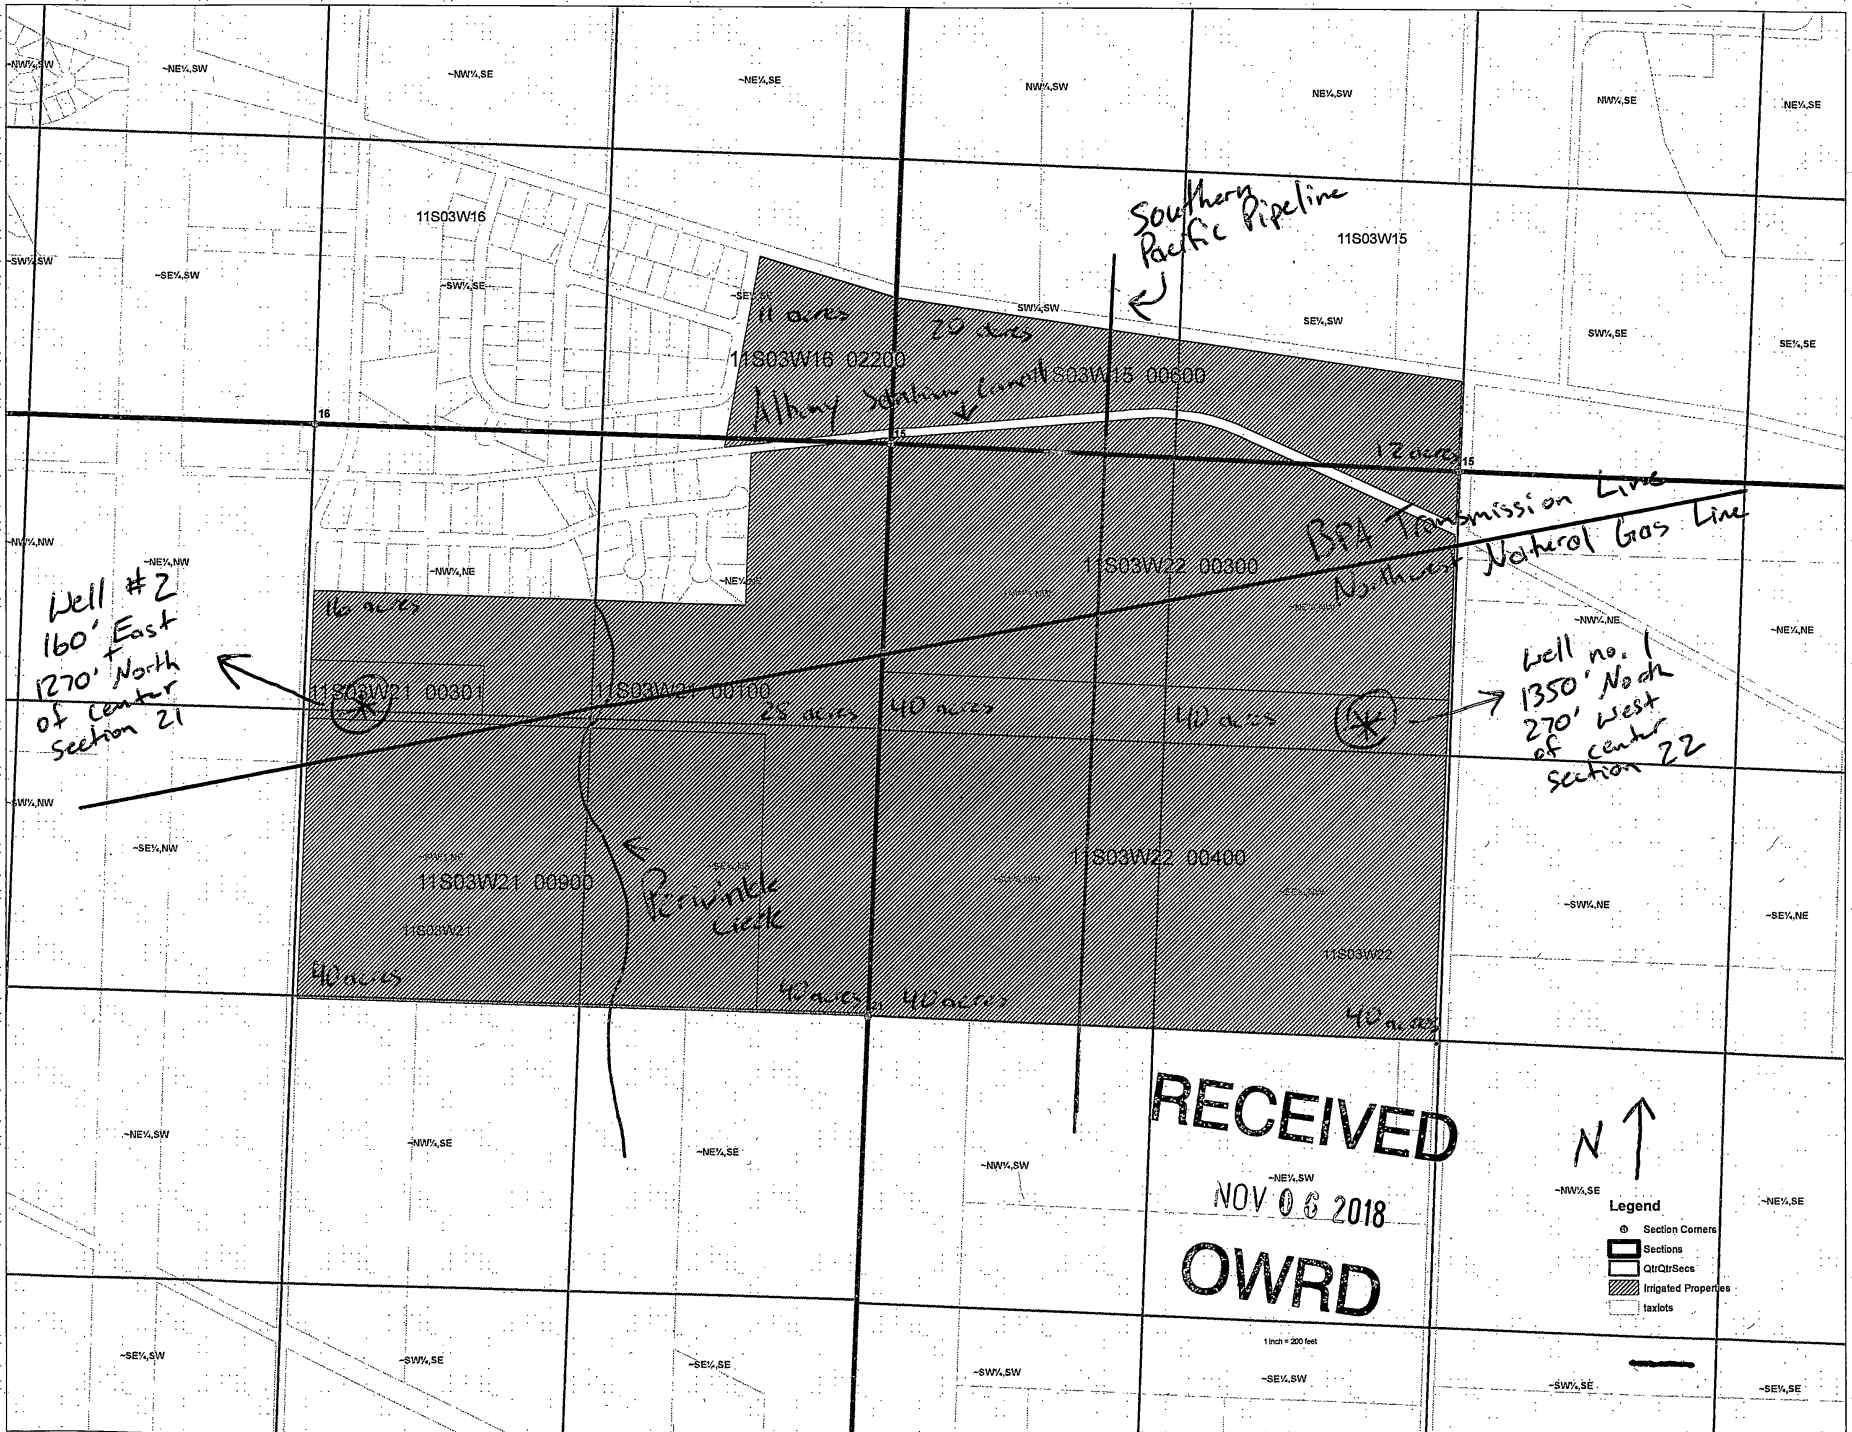 ~NW¼,SW
~NE¼,SW
~NW¼,SE
~NE¼,SE
NW¼,SW
NE¼,SW
NW¼,SE
NE¼,SE
11S03W16
Southern
Pacific Pipeline
11S03W15
~SW¼,SW
~SE¼,SW
~SW¼,SE
11 acres
SW¼,SW
SE¼,SW
SW¼,SE
SE¼,SE
11S03W16 02200
S03W15 00600
Albany Santiam
16
15
12 acres
15
BPA Transmission Line
Northwest Natural Gas Line
~NW¼,NW
~NE¼,NW
~NW¼,NE
11S03W22 00300
Well #2
160' East
+
1270' North
of center
Section 21
16 acres
~NW¼,NE
~NE¼,NE
Well no. 1
1350' North
270' West
of center
Section 22
11S03W21 00301
11S03W21 00100
40 acres
40 acres
SW¼,NW
~SE¼,NW
11S03W22 00400
11S03W21 00900
~SE¼,NW
Periwinkle
Creek
~SW¼,NE
~SE¼,NE
11S03W21
11S03W22
40 acres
40 acres
40 acres
40 acres
~NE¼,SW
~NW¼,SE
~NE¼,SE
~NW¼,SW
~NE¼,SW
~NW¼,SE
~NE¼,SE
RECEIVED
NOV 06 2018
OWRD
N
Legend
Section Corners
Sections
QtrQtrSecs
Irrigated Properties
taxlots
1 inch = 200 feet
~SE¼,SW
~SW¼,SE
~SE¼,SE
~SW¼,SW
~SE¼,SW
~SW¼,SE
~SE¼,SE